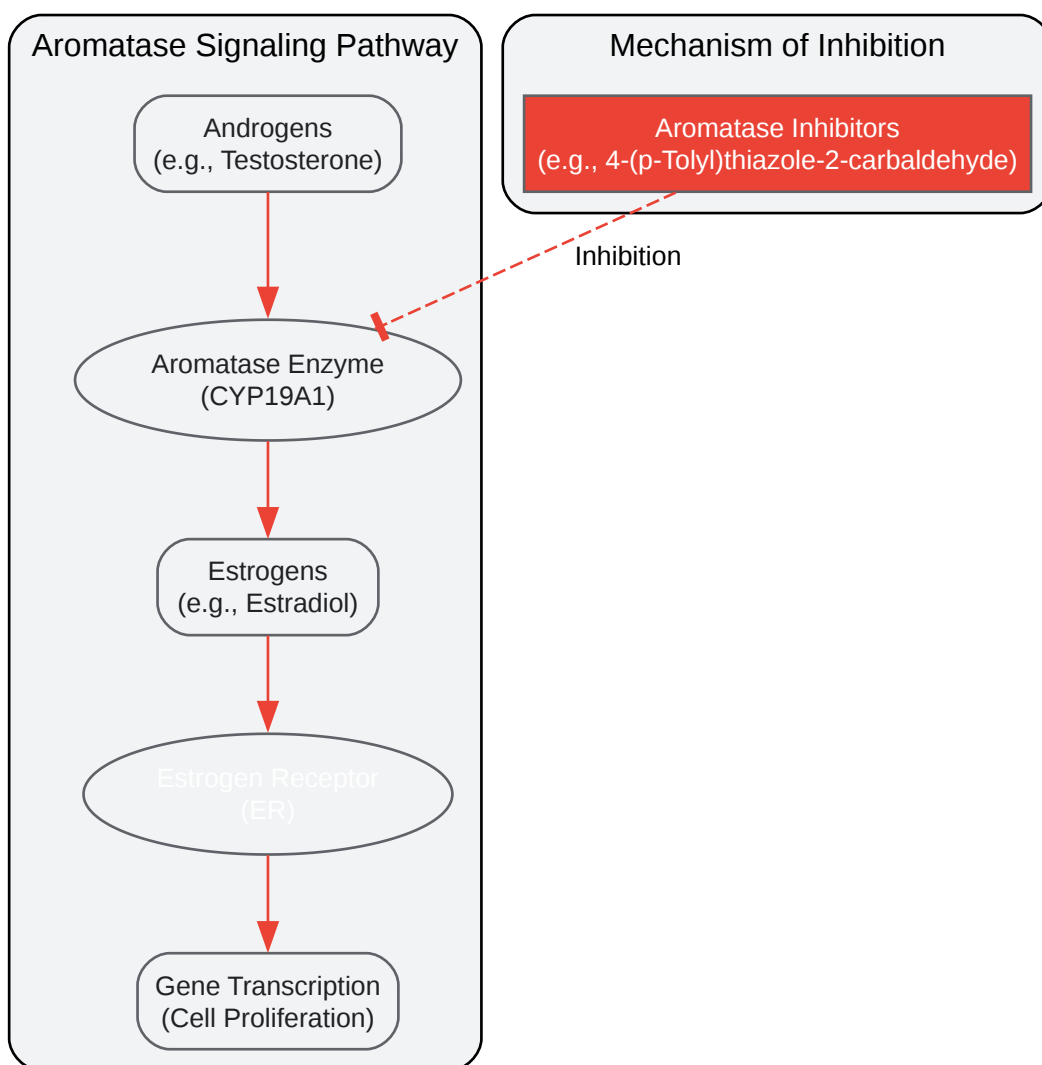 Aromatase Signaling Pathway
Androgens
(e.g., Testosterone)
Aromatase Enzyme
(CYP19A1)
Estrogens
(e.g., Estradiol)
Estrogen Receptor
(ER)
Gene Transcription
(Cell Proliferation)
Mechanism of Inhibition
Aromatase Inhibitors
(e.g., 4-(p-Tolyl)thiazole-2-carbaldehyde)
Inhibition